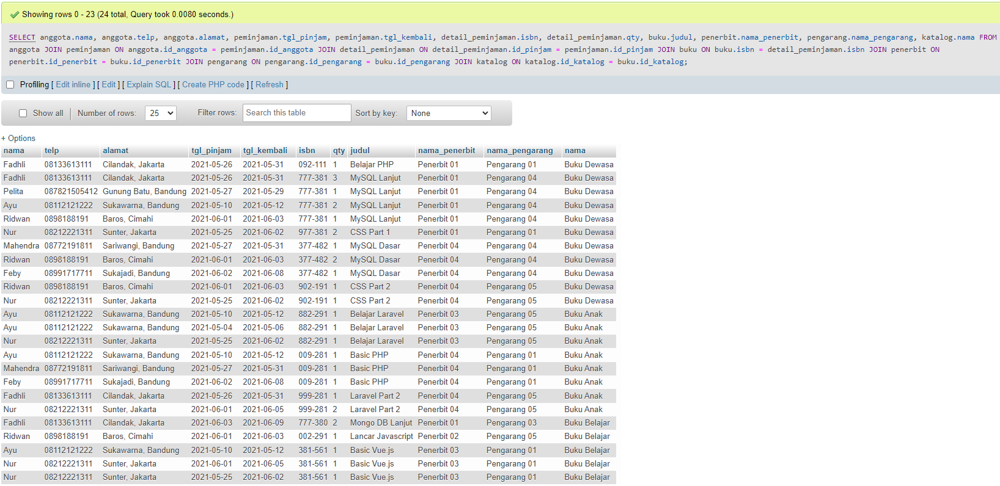 Showing rows 0 - 23 (24 total, Query took 0.0080 seconds.)
SELECT anggota.nama, anggota.telp, anggota.alamat, peminjaman.tgl_pinjam, peminjaman.tgl_kembali, detail_peminjaman.isbn, detail_peminjaman.qty, buku.judul, penerbit.nama_penerbit, pengarang.nama_pengarang, katalog.nama FROM
anggota JOIN peminjaman ON anggota.id_anggota = peminjaman.id_anggota JOIN detail_peminjaman ON detail_peminjaman.id_pinjam = peminjaman.id_pinjam JOIN buku ON buku.isbn = detail_peminjaman.isbn JOIN penerbit ON
penerbit.id_penerbit = buku.id_penerbit JOIN pengarang ON pengarang.id_pengarang = buku.id_pengarang JOIN katalog ON katalog.id_katalog = buku.id_katalog;
Profiling [ Edit inline ] [ Edit ] [ Explain SQL ] [ Create PHP code ] [ Refresh ]
Show all Number of rows: 25 Filter rows: Search this table Sort by key: None
+ Options
nama telp alamat tgl_pinjam tgl_kembali isbn qty judul nama_penerbit nama_pengarang nama
Fadhli 08133613111 Cilandak, Jakarta 2021-05-26 2021-05-31 092-111 1 Belajar PHP Penerbit 01 Pengarang 01 Buku Dewasa
Fadhli 08133613111 Cilandak, Jakarta 2021-05-26 2021-05-31 777-381 3 MySQL Lanjut Penerbit 01 Pengarang 04 Buku Dewasa
Pelita 087821505412 Gunung Batu, Bandung 2021-05-27 2021-05-29 777-381 1 MySQL Lanjut Penerbit 01 Pengarang 04 Buku Dewasa
Ayu 08112121222 Sukawarna, Bandung 2021-05-10 2021-05-12 777-381 2 MySQL Lanjut Penerbit 01 Pengarang 04 Buku Dewasa
Ridwan 0898188191 Baros, Cimahi 2021-06-01 2021-06-03 777-381 1 MySQL Lanjut Penerbit 01 Pengarang 04 Buku Dewasa
Nur 08212221311 Sunter, Jakarta 2021-05-25 2021-06-02 977-381 2 CSS Part 1 Penerbit 01 Pengarang 01 Buku Dewasa
Mahendra 08772191811 Sariwangi, Bandung 2021-05-27 2021-05-31 377-482 1 MySQL Dasar Penerbit 04 Pengarang 04 Buku Dewasa
Ridwan 0898188191 Baros, Cimahi 2021-06-01 2021-06-03 377-482 2 MySQL Dasar Penerbit 04 Pengarang 04 Buku Dewasa
Feby 08991717711 Sukajadi, Bandung 2021-06-02 2021-06-08 377-482 1 MySQL Dasar Penerbit 04 Pengarang 04 Buku Dewasa
Ridwan 0898188191 Baros, Cimahi 2021-06-01 2021-06-03 902-191 1 CSS Part 2 Penerbit 04 Pengarang 05 Buku Dewasa
Nur 08212221311 Sunter, Jakarta 2021-05-25 2021-06-02 902-191 1 CSS Part 2 Penerbit 04 Pengarang 05 Buku Dewasa
Ayu 08112121222 Sukawarna, Bandung 2021-05-10 2021-05-12 882-291 1 Belajar Laravel Penerbit 03 Pengarang 05 Buku Anak
Ayu 08112121222 Sukawarna, Bandung 2021-05-04 2021-05-06 882-291 1 Belajar Laravel Penerbit 03 Pengarang 05 Buku Anak
Nur 08212221311 Sunter, Jakarta 2021-05-25 2021-06-02 882-291 1 Belajar Laravel Penerbit 03 Pengarang 05 Buku Anak
Ayu 08112121222 Sukawarna, Bandung 2021-05-10 2021-05-12 009-281 1 Basic PHP Penerbit 04 Pengarang 01 Buku Anak
Mahendra 08772191811 Sariwangi, Bandung 2021-05-27 2021-05-31 009-281 1 Basic PHP Penerbit 04 Pengarang 01 Buku Anak
Feby 08991717711 Sukajadi, Bandung 2021-06-02 2021-06-08 009-281 1 Basic PHP Penerbit 04 Pengarang 01 Buku Anak
Fadhli 08133613111 Cilandak, Jakarta 2021-05-26 2021-05-31 999-281 1 Laravel Part 2 Penerbit 04 Pengarang 05 Buku Anak
Nur 08212221311 Sunter, Jakarta 2021-06-01 2021-06-05 999-281 2 Laravel Part 2 Penerbit 04 Pengarang 05 Buku Anak
Fadhli 08133613111 Cilandak, Jakarta 2021-06-03 2021-06-09 777-380 2 Mongo DB Lanjut Penerbit 01 Pengarang 03 Buku Belajar
Ridwan 0898188191 Baros, Cimahi 2021-06-01 2021-06-03 002-291 1 Lancar Javascript Penerbit 02 Pengarang 05 Buku Belajar
Ayu 08112121222 Sukawarna, Bandung 2021-05-10 2021-05-12 381-561 1 Basic Vue.js Penerbit 03 Pengarang 01 Buku Belajar
Nur 08212221311 Sunter, Jakarta 2021-06-01 2021-06-05 381-561 1 Basic Vue.js Penerbit 03 Pengarang 01 Buku Belajar
Nur 08212221311 Sunter, Jakarta 2021-05-25 2021-06-02 381-561 1 Basic Vue.js Penerbit 03 Pengarang 01 Buku Belajar